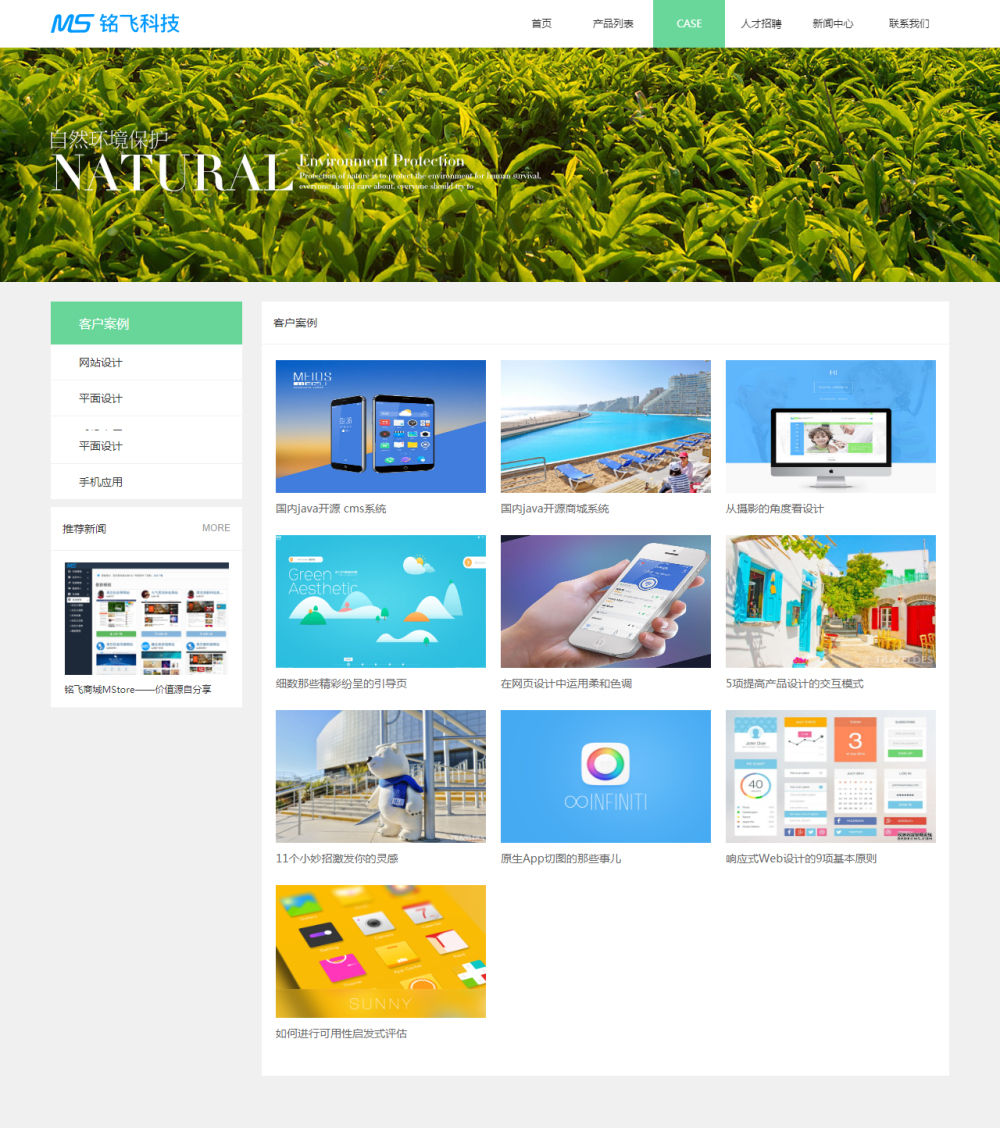 MS 铭飞科技
首页 产品列表 CASE 人才招聘 新闻中心 联系我们
自然环境保护
NATURAL
Environment Protection
Protection of nature is to protect the environment for human survival,
everyone should care about, everyone should try to
客户案例
网站设计
平面设计
平面设计
手机应用
推荐新闻 MORE
铭飞商城MStore——价值源自分享
客户案例
国内java开源 cms系统
国内java开源商城系统
HI
从摄影的角度看设计
Green
Aesthetic
细数那些精彩纷呈的引导页
在网页设计中运用柔和色调
5项提高产品设计的交互模式
11个小妙招激发你的灵感
INFINITI
原生App切图的那些事儿
3
40
响应式Web设计的9项基本原则
7
SUNNY
如何进行可用性启发式评估